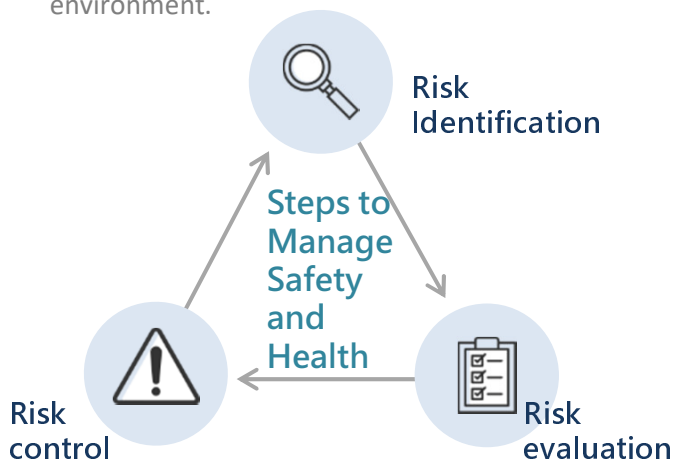 environment.
Risk
Identification
Steps to
Manage
Safety
and
Health
Risk
control
Risk
evaluation